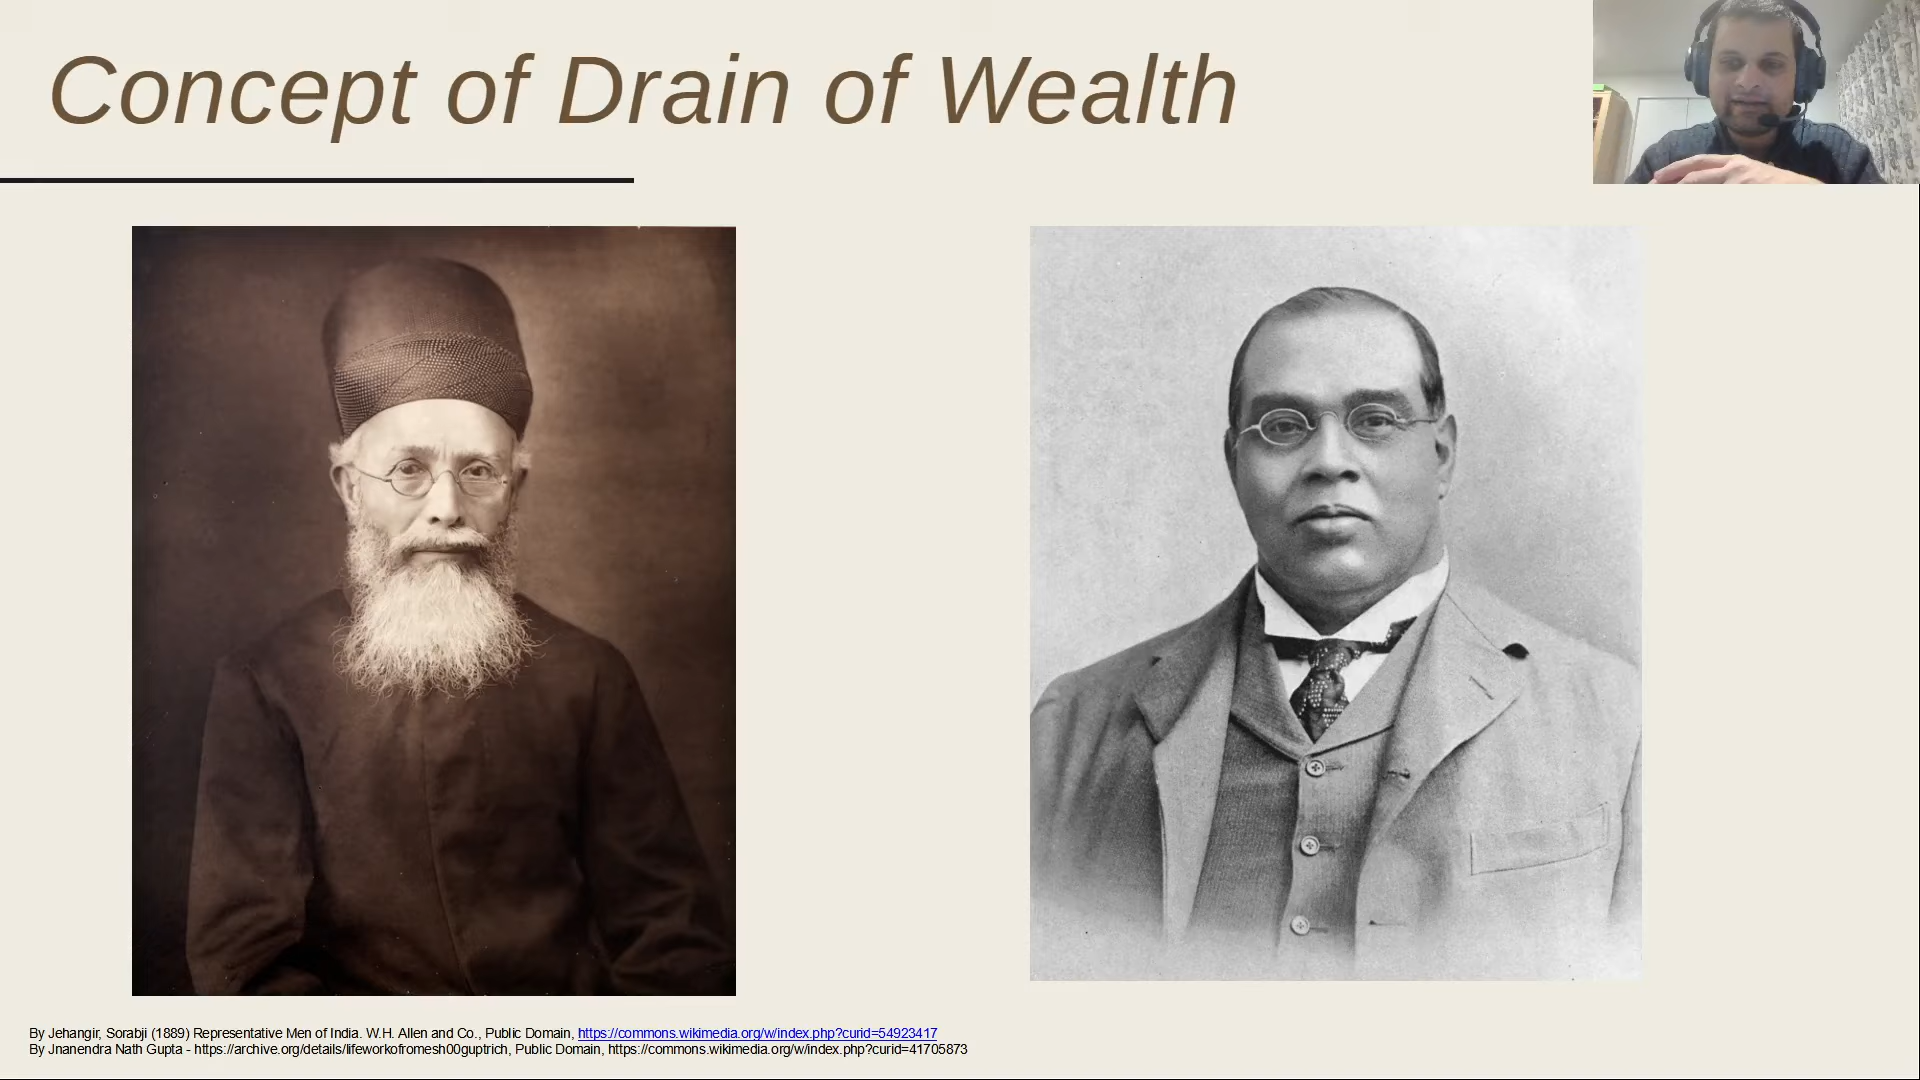 Concept of Drain of Wealth
By Jehangir, Sorabji (1889) Representative Men of India. W.H. Allen and Co., Public Domain, https://commons.wikimedia.org/w/index.php?curid=54923417
By Jnanendra Nath Gupta - https://archive.org/details/lifeworkofromesh00guptrich, Public Domain, https://commons.wikimedia.org/w/index.php?curid=41705873